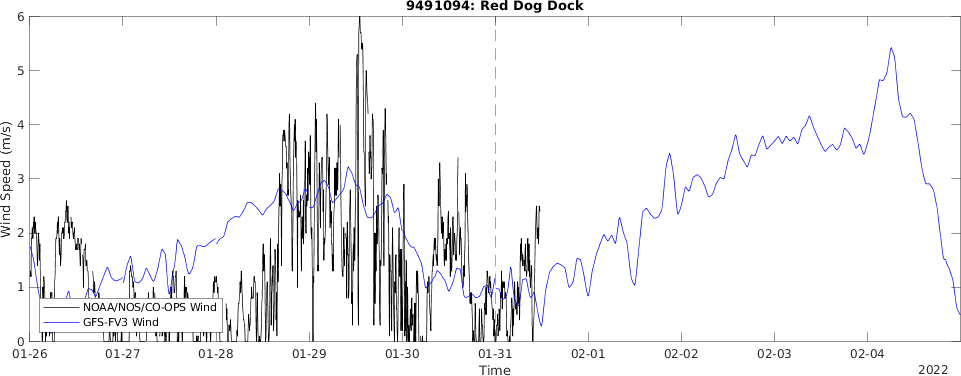 9491094: Red Dog Dock
Wind Speed (m/s)
6
5
4
3
2
1
0
NOAA/NOS/CO-OPS Wind
GFS-FV3 Wind
01-26 01-27 01-28 01-29 01-30 01-31 02-01 02-02 02-03 02-04
Time
2022